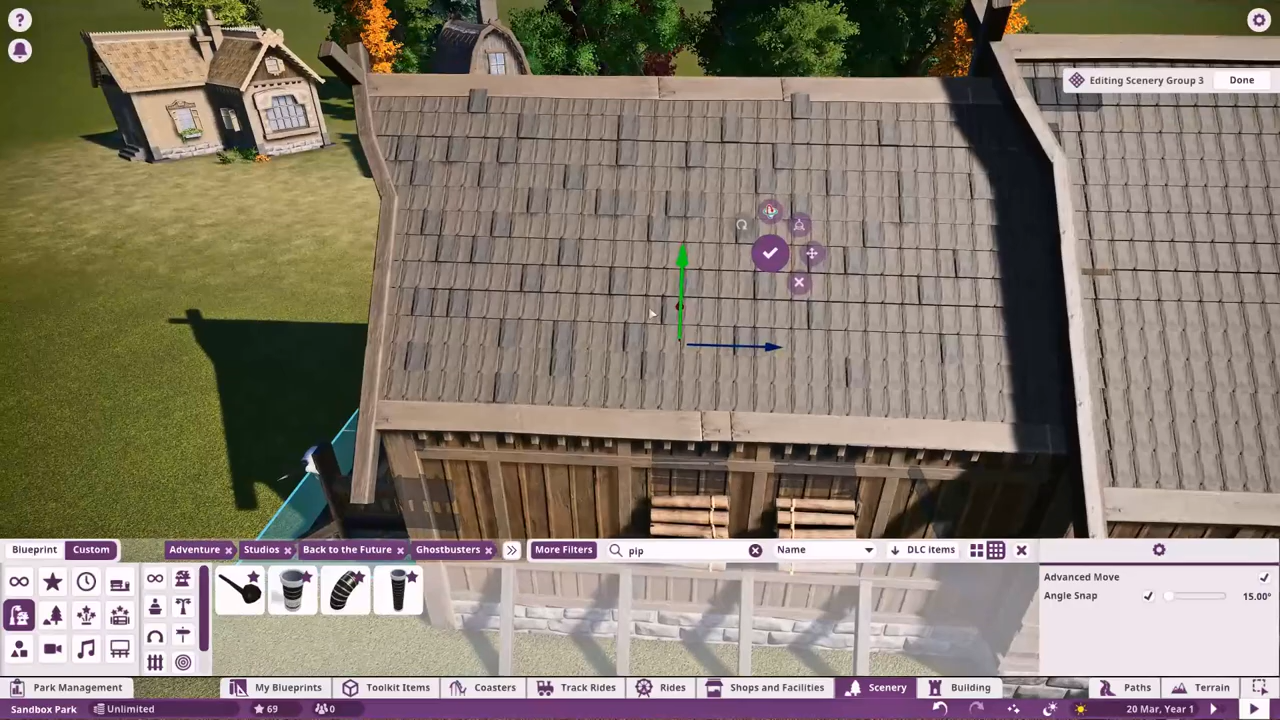 ?
Editing Scenery Group 3 Done
Blueprint Custom Adventure × Studios × Back to the Future × Ghostbusters × >> More Filters pip Name DLC items
Advanced Move
Angle Snap 15.00°
Park Management My Blueprints Toolkit Items Coasters Track Rides Rides Shops and Facilities Scenery Building Paths Terrain
Sandbox Park Unlimited 69 0 20 Mar, Year 1